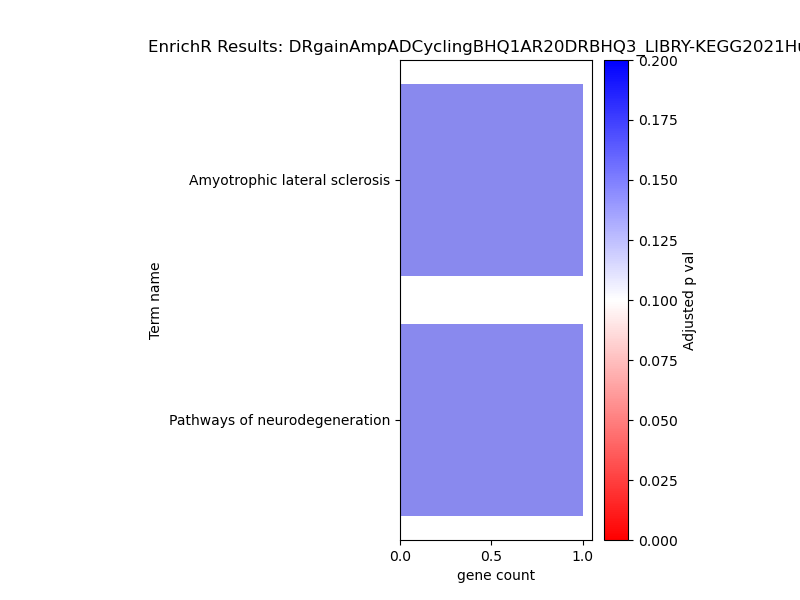 EnrichR Results: DRgainAmpADCyclingBHQ1AR20DRBHQ3_LIBRY-KEGG2021Hu
Term name
Amyotrophic lateral sclerosis
Pathways of neurodegeneration
0.0 0.5 1.0
gene count
0.200
0.175
0.150
0.125
0.100
0.075
0.050
0.025
0.000
Adjusted p val